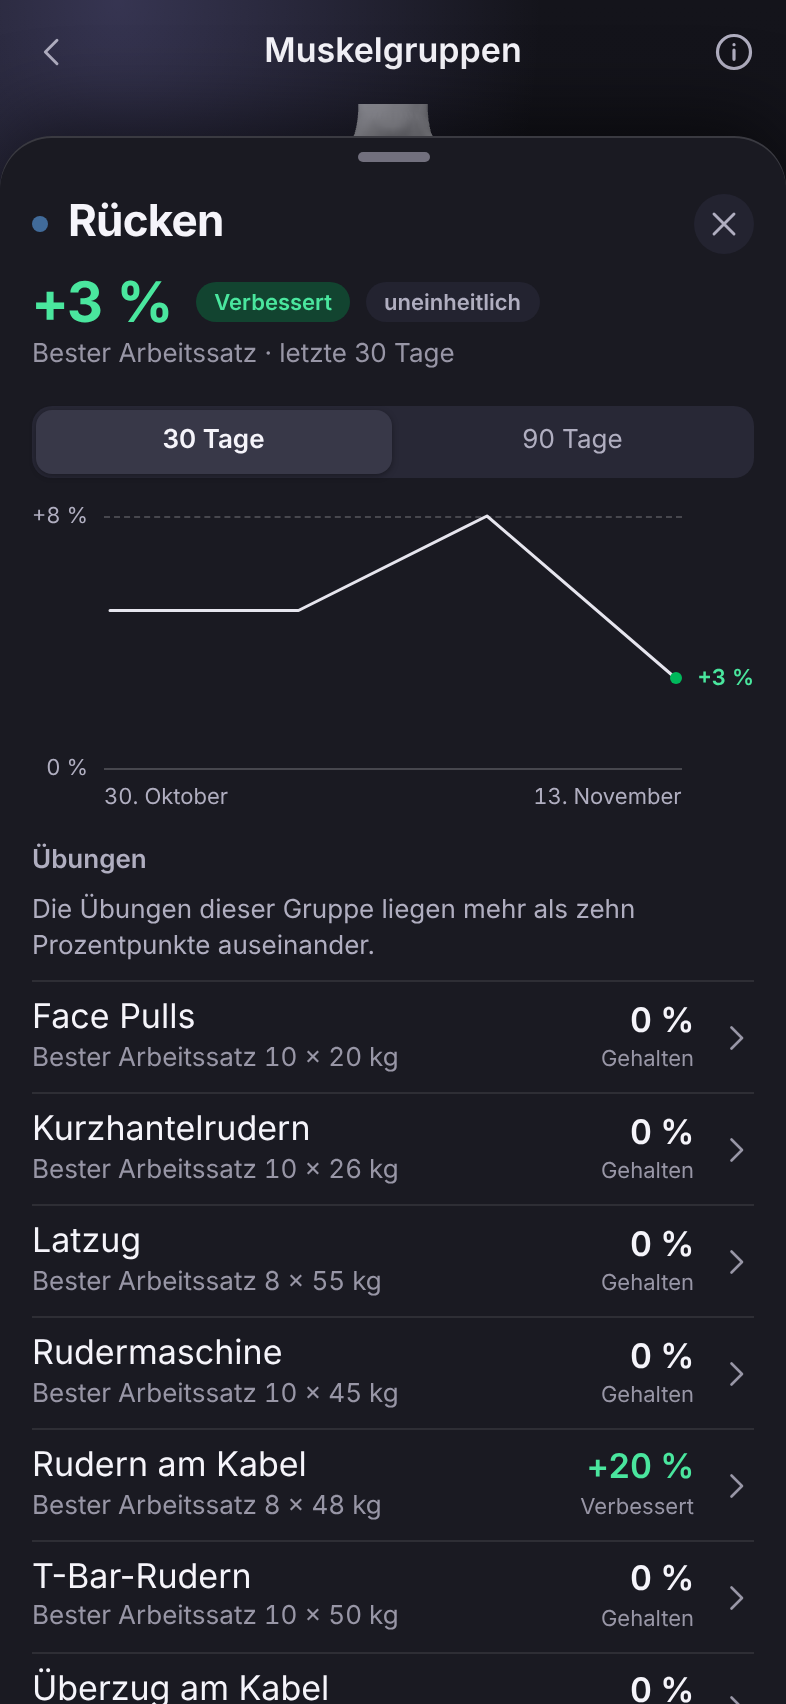 Muskelgruppen
Rücken
+3 %
Verbessert
uneinheitlich
Bester Arbeitssatz · letzte 30 Tage
30 Tage
90 Tage
+8 %
+3 %
0 %
30. Oktober
13. November
Übungen
Die Übungen dieser Gruppe liegen mehr als zehn
Prozentpunkte auseinander.
Face Pulls
0 %
Bester Arbeitssatz 10 × 20 kg
Gehalten
Kurzhantelrudern
0 %
Bester Arbeitssatz 10 × 26 kg
Gehalten
Latzug
0 %
Bester Arbeitssatz 8 × 55 kg
Gehalten
Rudermaschine
0 %
Bester Arbeitssatz 10 × 45 kg
Gehalten
Rudern am Kabel
+20 %
Bester Arbeitssatz 8 × 48 kg
Verbessert
T-Bar-Rudern
0 %
Bester Arbeitssatz 10 × 50 kg
Gehalten
Überzug am Kabel
0 %